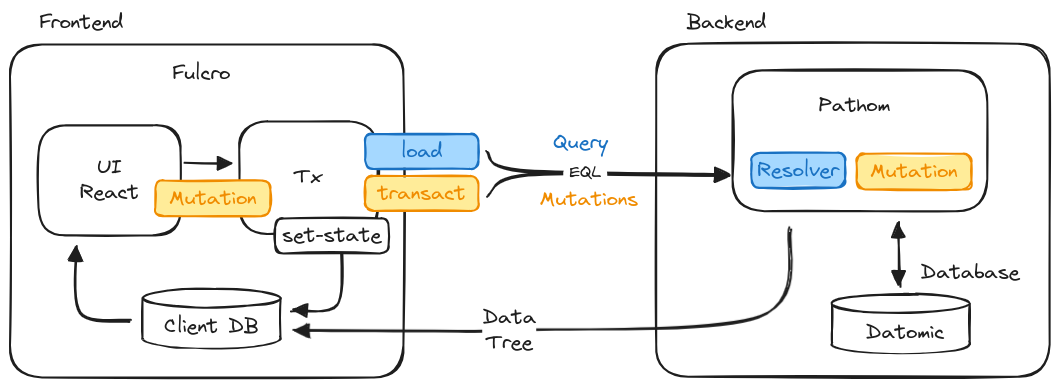 Frontend
Backend
Fulcro
Pathom
UI
React
Mutation
Tx
load
transact
set-state
Query
EQL
Mutations
Resolver
Mutation
Client DB
Data
Tree
Database
Datomic